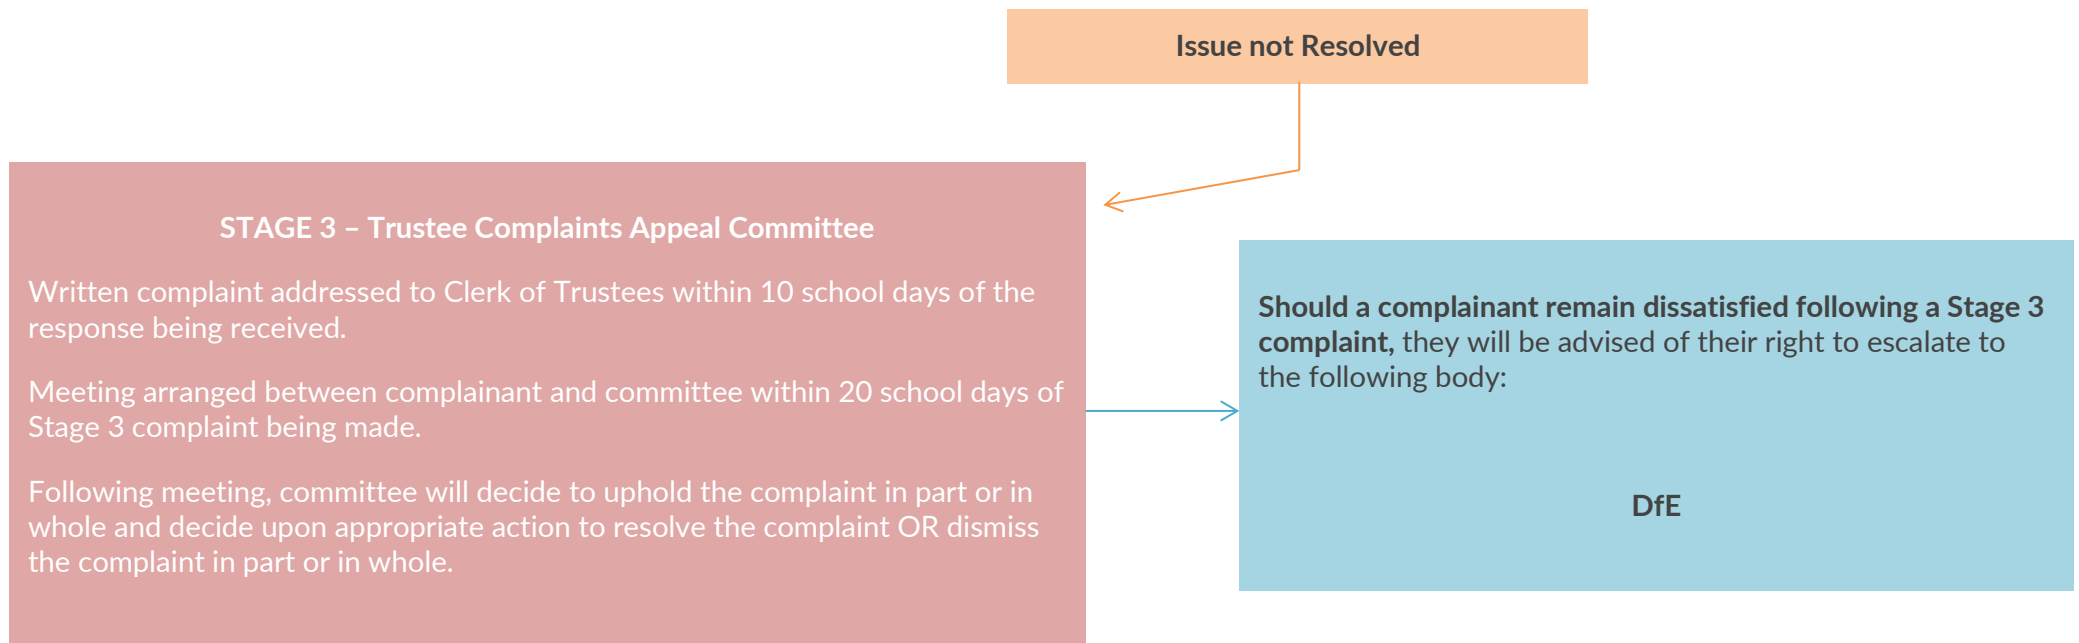 Issue not Resolved
STAGE 3 – Trustee Complaints Appeal Committee
Written complaint addressed to Clerk of Trustees within 10 school days of the
response being received.
Meeting arranged between complainant and committee within 20 school days of
Stage 3 complaint being made.
Following meeting, committee will decide to uphold the complaint in part or in
whole and decide upon appropriate action to resolve the complaint OR dismiss
the complaint in part or in whole.
Should a complainant remain dissatisfied following a Stage 3
complaint, they will be advised of their right to escalate to
the following body:
DfE